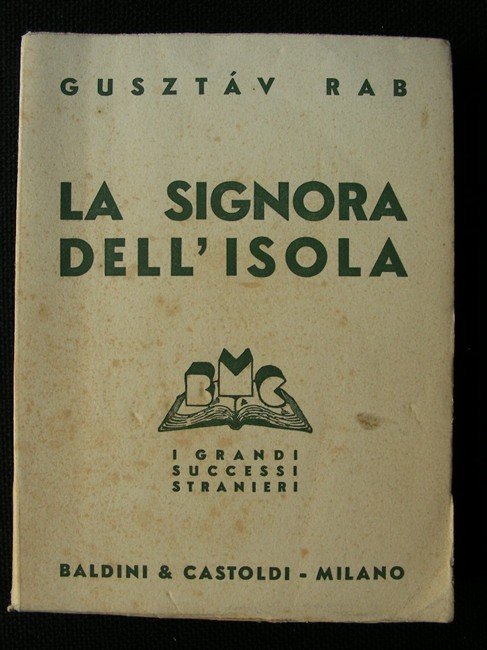 GUSZTÁV RAB
LA SIGNORA
DELL'ISOLA
BMC
I GRANDI
SUCCESSI
STRANIERI
BALDINI & CASTOLDI - MILANO